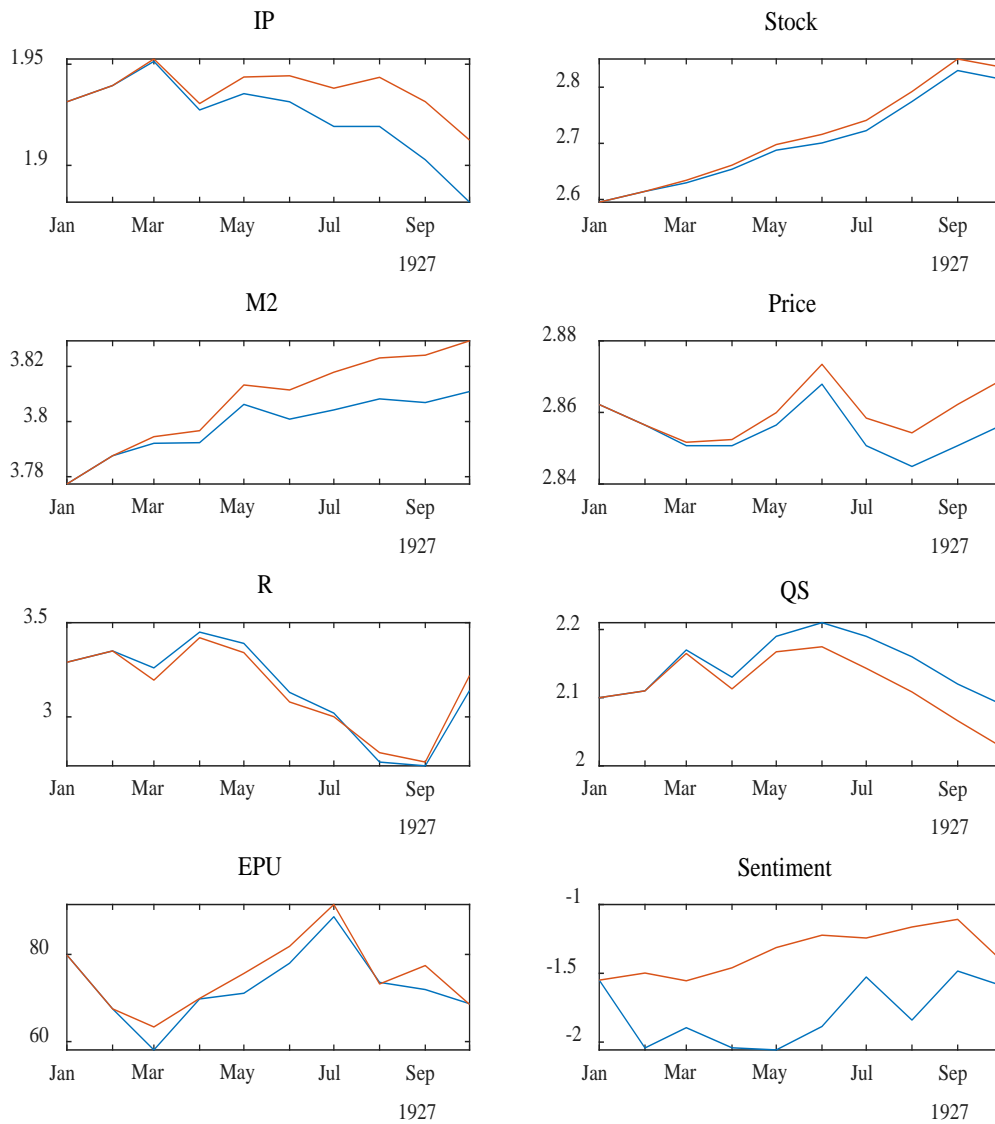 IP
1.95
1.9
Jan Mar May Jul Sep
1927
Stock
2.8
2.7
2.6
Jan Mar May Jul Sep
1927
M2
3.82
3.8
3.78
Jan Mar May Jul Sep
1927
Price
2.88
2.86
2.84
Jan Mar May Jul Sep
1927
R
3.5
3
Jan Mar May Jul Sep
1927
QS
2.2
2.1
2
Jan Mar May Jul Sep
1927
EPU
80
60
Jan Mar May Jul Sep
1927
Sentiment
-1
-1.5
-2
Jan Mar May Jul Sep
1927